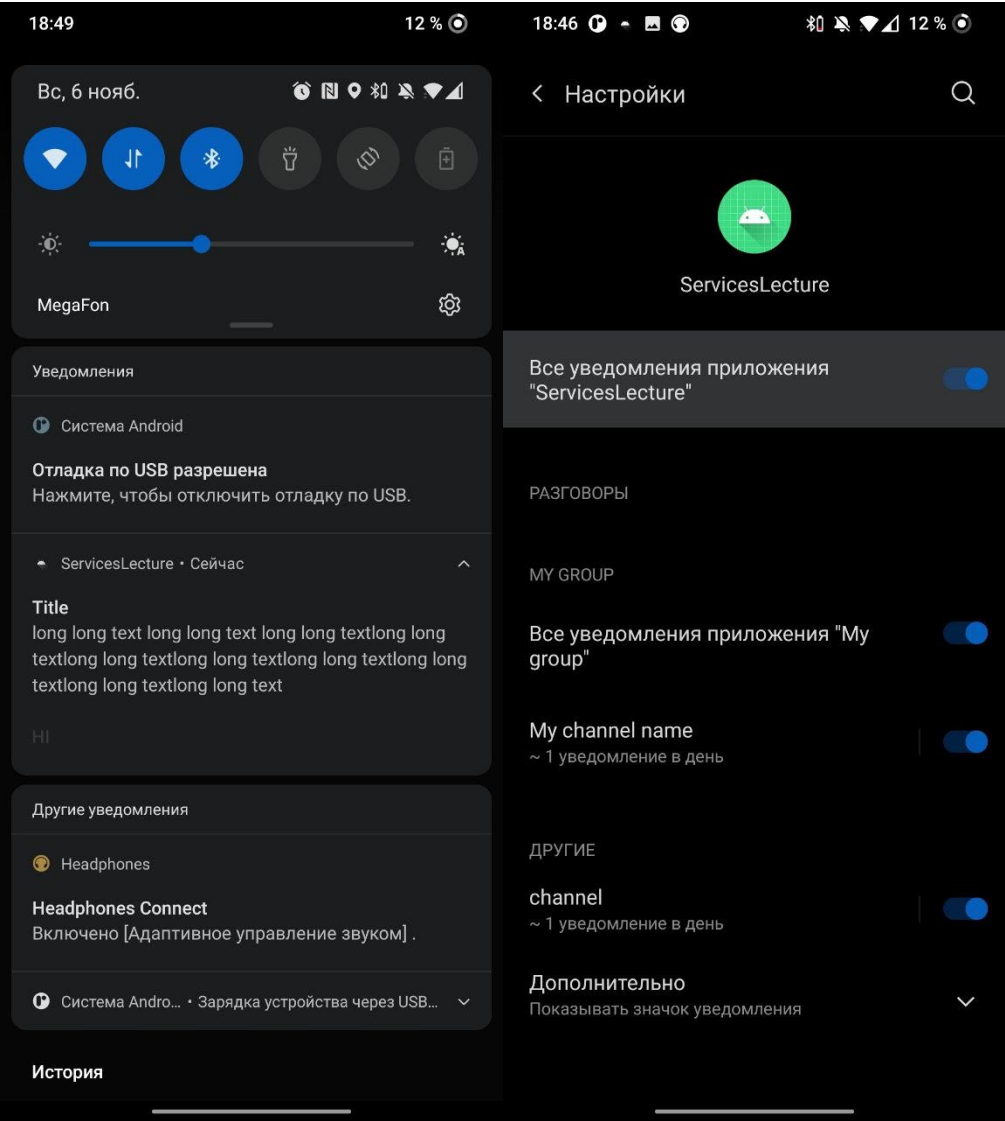 18:49
12 %
Вс, 6 нояб.
MegaFon
Уведомления
Система Android
Отладка по USB разрешена
Нажмите, чтобы отключить отладку по USB.
ServicesLecture • Сейчас
Title
long long text long long text long long textlong long
textlong long textlong long textlong long textlong long
textlong long textlong long text
HI
Другие уведомления
Headphones
Headphones Connect
Включено [Адаптивное управление звуком] .
Система Andro… • Зарядка устройства через USB…
История
18:46
12 %
Настройки
ServicesLecture
Все уведомления приложения
"ServicesLecture"
РАЗГОВОРЫ
MY GROUP
Все уведомления приложения "My
group"
My channel name
~ 1 уведомление в день
ДРУГИЕ
channel
~ 1 уведомление в день
Дополнительно
Показывать значок уведомления